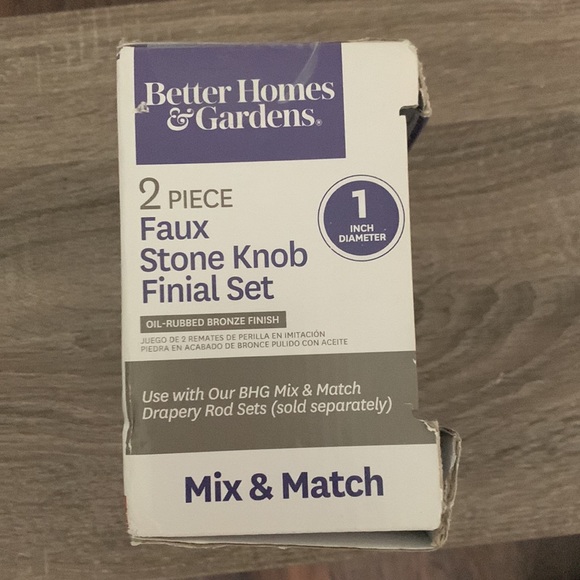 Better Homes
& Gardens®
2 PIECE
Faux
Stone Knob
Finial Set
1
INCH
DIAMETER
OIL-RUBBED BRONZE FINISH
JUEGO DE 2 REMATES DE PERILLA EN IMITACIÓN
PIEDRA EN ACABADO DE BRONCE PULIDO CON ACEITE
Use with Our BHG Mix & Match
Drapery Rod Sets (sold separately)
Mix & Match